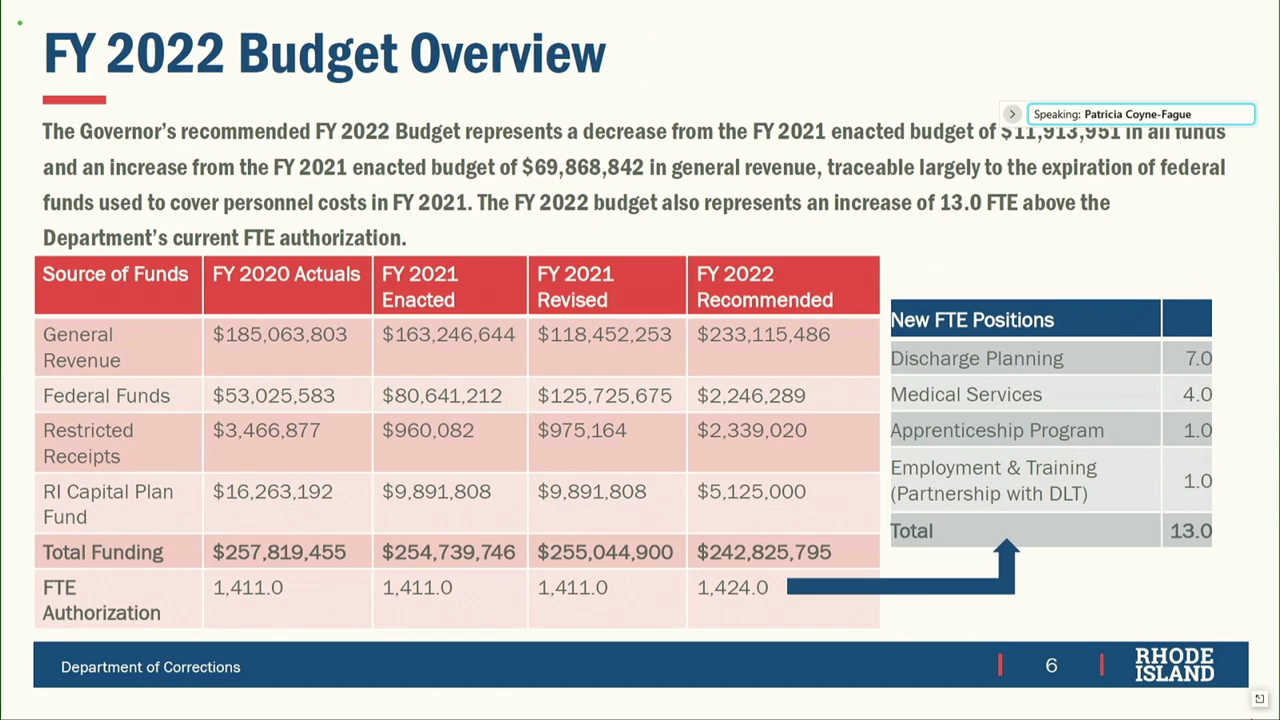 FY 2022 Budget Overview
Speaking: Patricia Coyne-Fague
The Governor's recommended FY 2022 Budget represents a decrease from the FY 2021 enacted budget of $11,913,951 in all funds
and an increase from the FY 2021 enacted budget of $69,868,842 in general revenue, traceable largely to the expiration of federal
funds used to cover personnel costs in FY 2021. The FY 2022 budget also represents an increase of 13.0 FTE above the
Department's current FTE authorization.
Source of Funds FY 2020 Actuals FY 2021 Enacted FY 2021 Revised FY 2022 Recommended
General Revenue $185,063,803 $163,246,644 $118,452,253 $233,115,486
Federal Funds $53,025,583 $80,641,212 $125,725,675 $2,246,289
Restricted Receipts $3,466,877 $960,082 $975,164 $2,339,020
RI Capital Plan Fund $16,263,192 $9,891,808 $9,891,808 $5,125,000
Total Funding $257,819,455 $254,739,746 $255,044,900 $242,825,795
FTE Authorization 1,411.0 1,411.0 1,411.0 1,424.0
New FTE Positions
Discharge Planning 7.0
Medical Services 4.0
Apprenticeship Program 1.0
Employment & Training (Partnership with DLT) 1.0
Total 13.0
Department of Corrections
6
RHODE
ISLAND